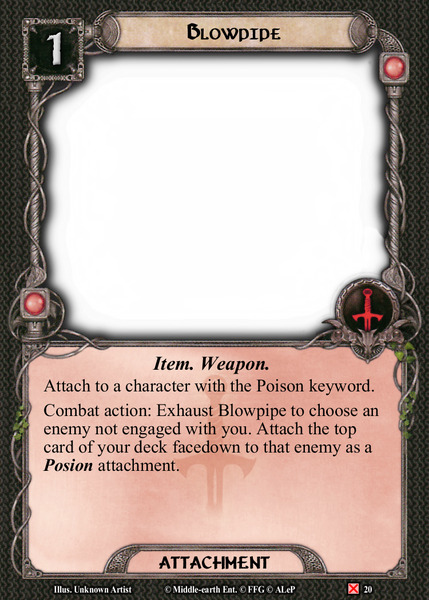 Blowpipe
1
Item. Weapon.
Attach to a character with the Poison keyword.
Combat action: Exhaust Blowpipe to choose an
enemy not engaged with you. Attach the top
card of your deck facedown to that enemy as a
Posion attachment.
ATTACHMENT
Illus. Unknown Artist © Middle-earth Ent. © FFG © ALeP 20